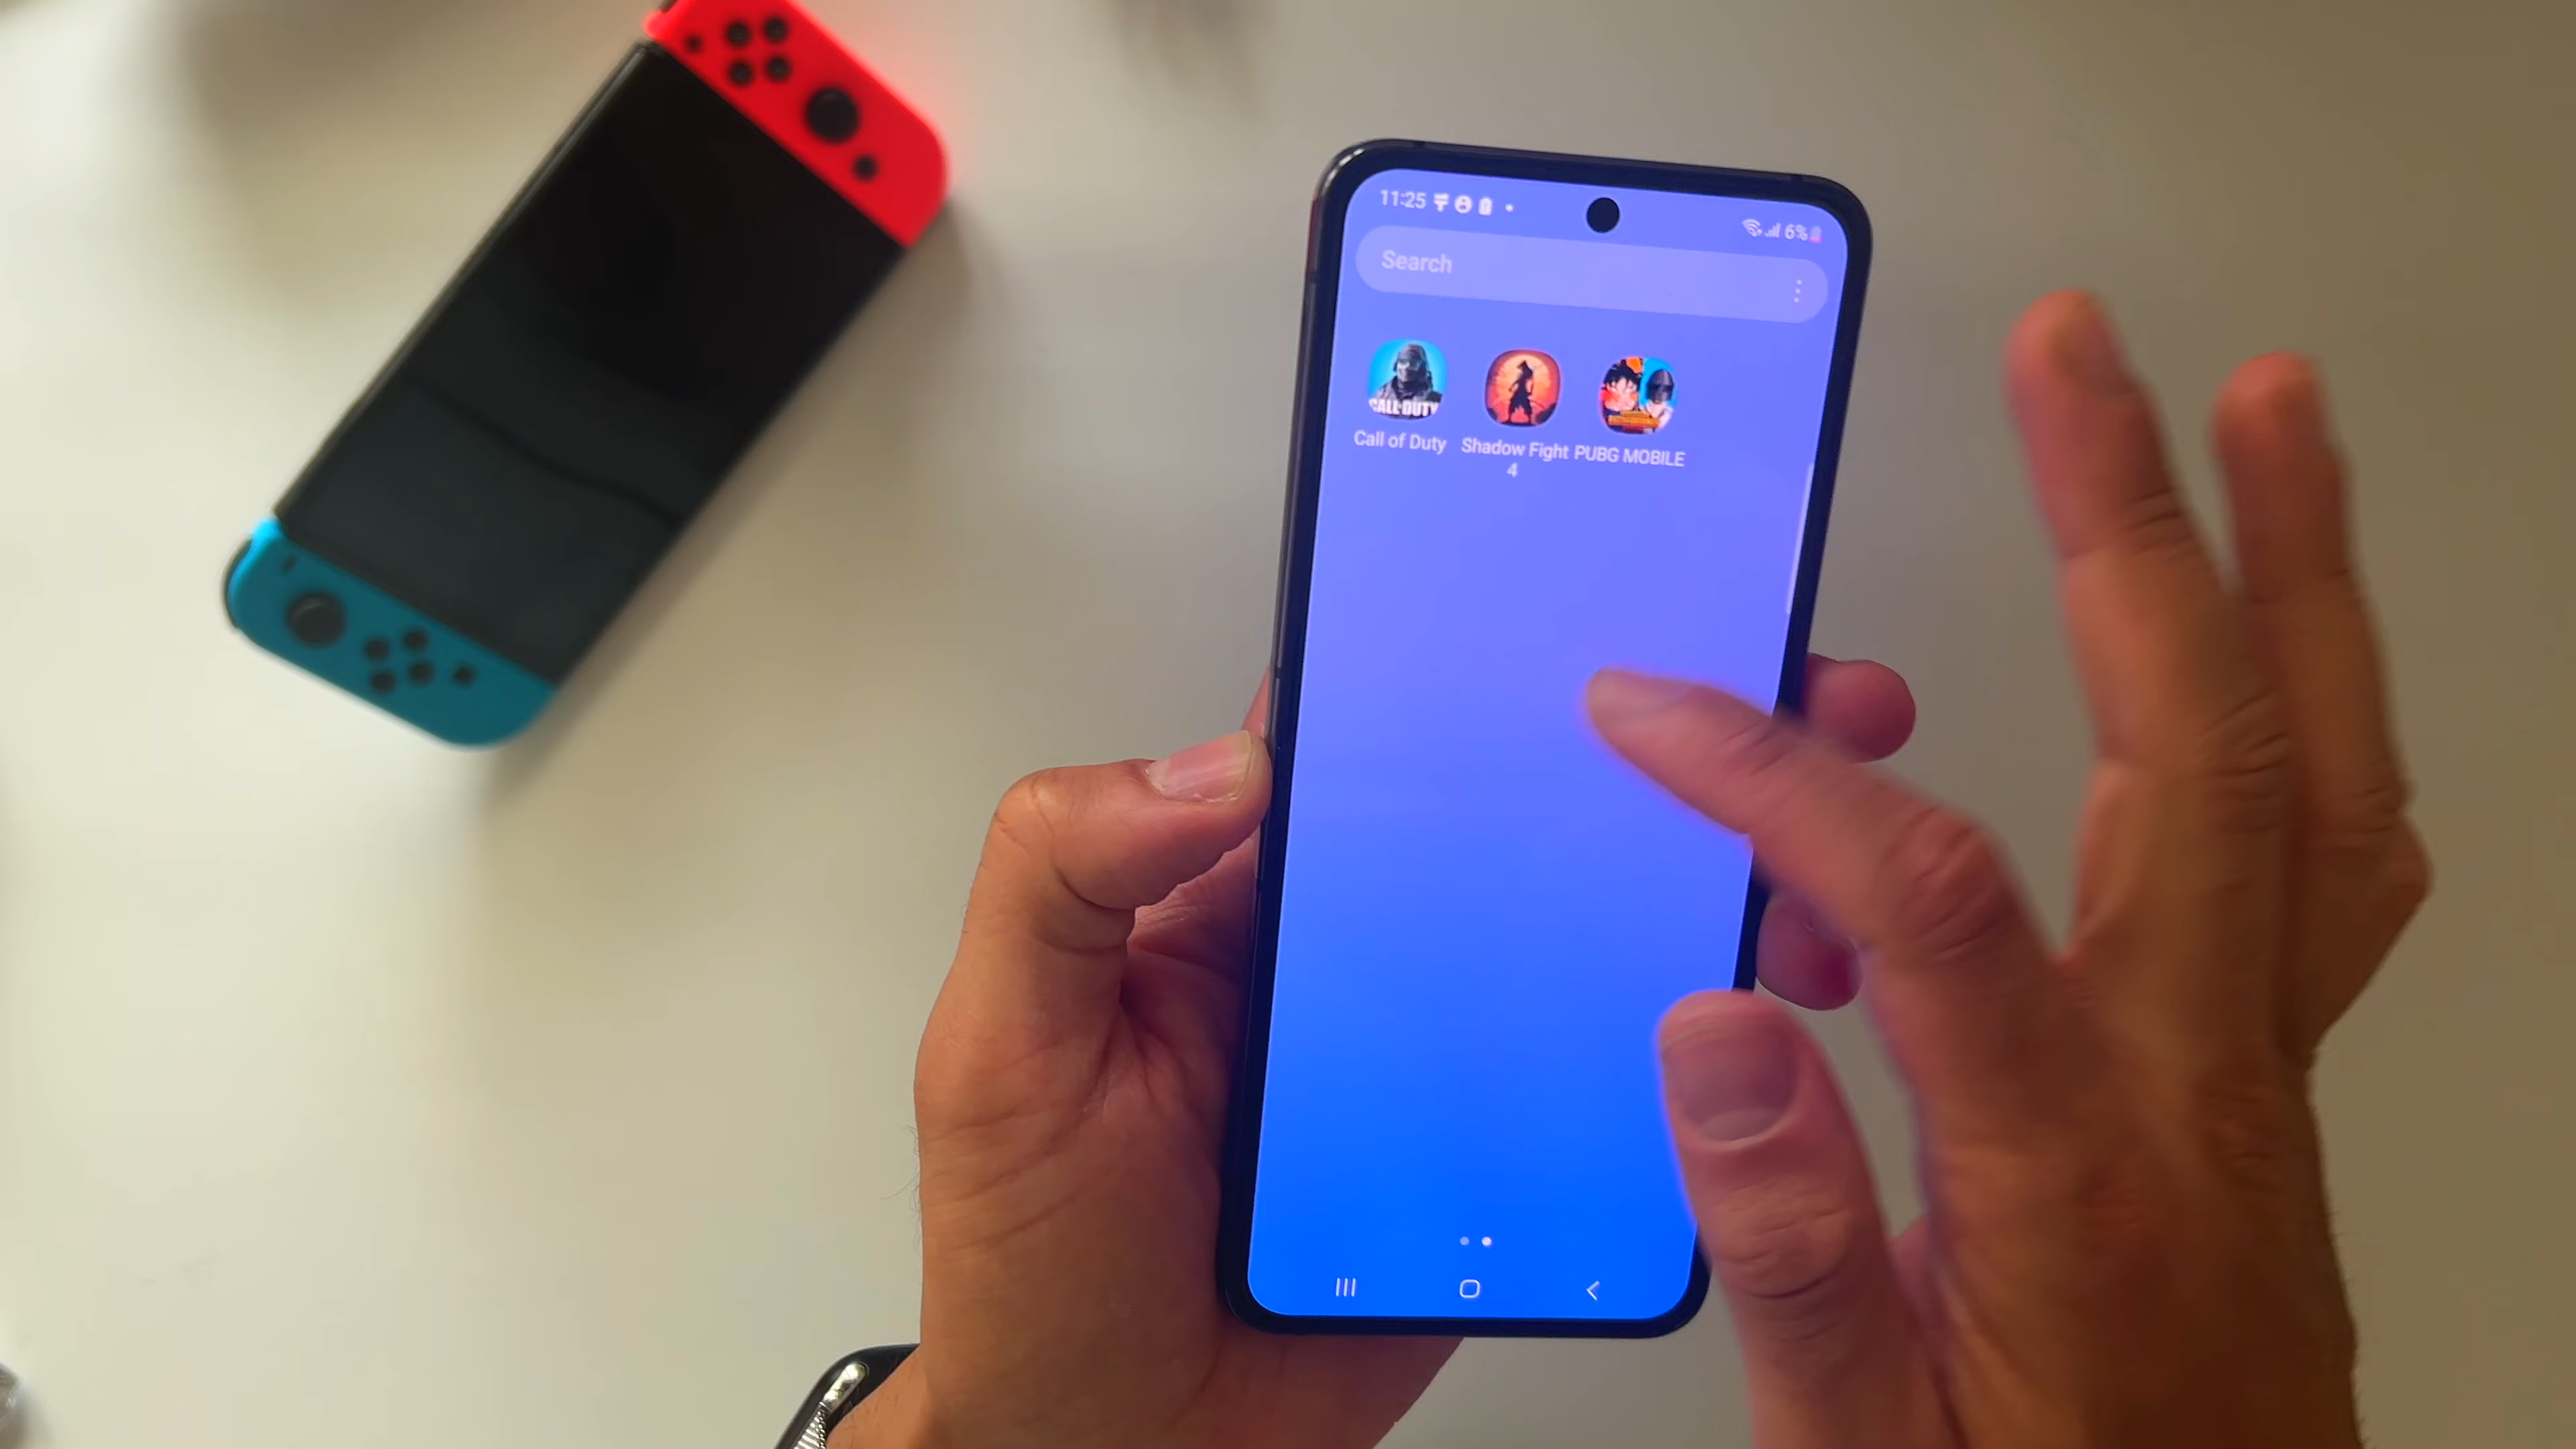 11:25
6%
Search
CALL DUTY
Call of Duty
Shadow Fight
4
PUBG MOBILE